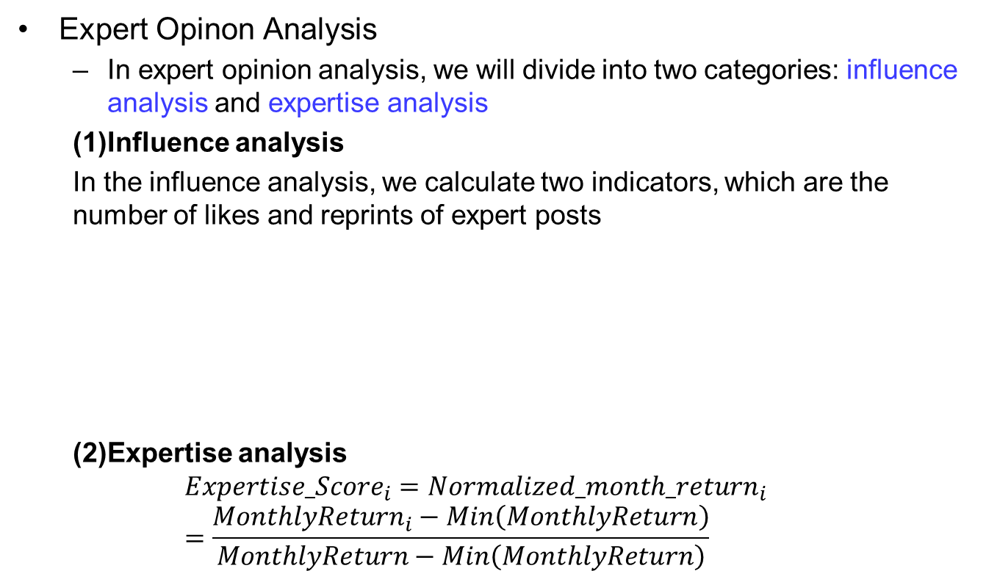 • Expert Opinon Analysis
– In expert opinion analysis, we will divide into two categories: influence
analysis and expertise analysis
(1)Influence analysis
In the influence analysis, we calculate two indicators, which are the
number of likes and reprints of expert posts
(2)Expertise analysis
Expertise_Score_i = Normalized_month_return_i
= (MonthlyReturn_i − Min(MonthlyReturn)) / (MonthlyReturn − Min(MonthlyReturn))